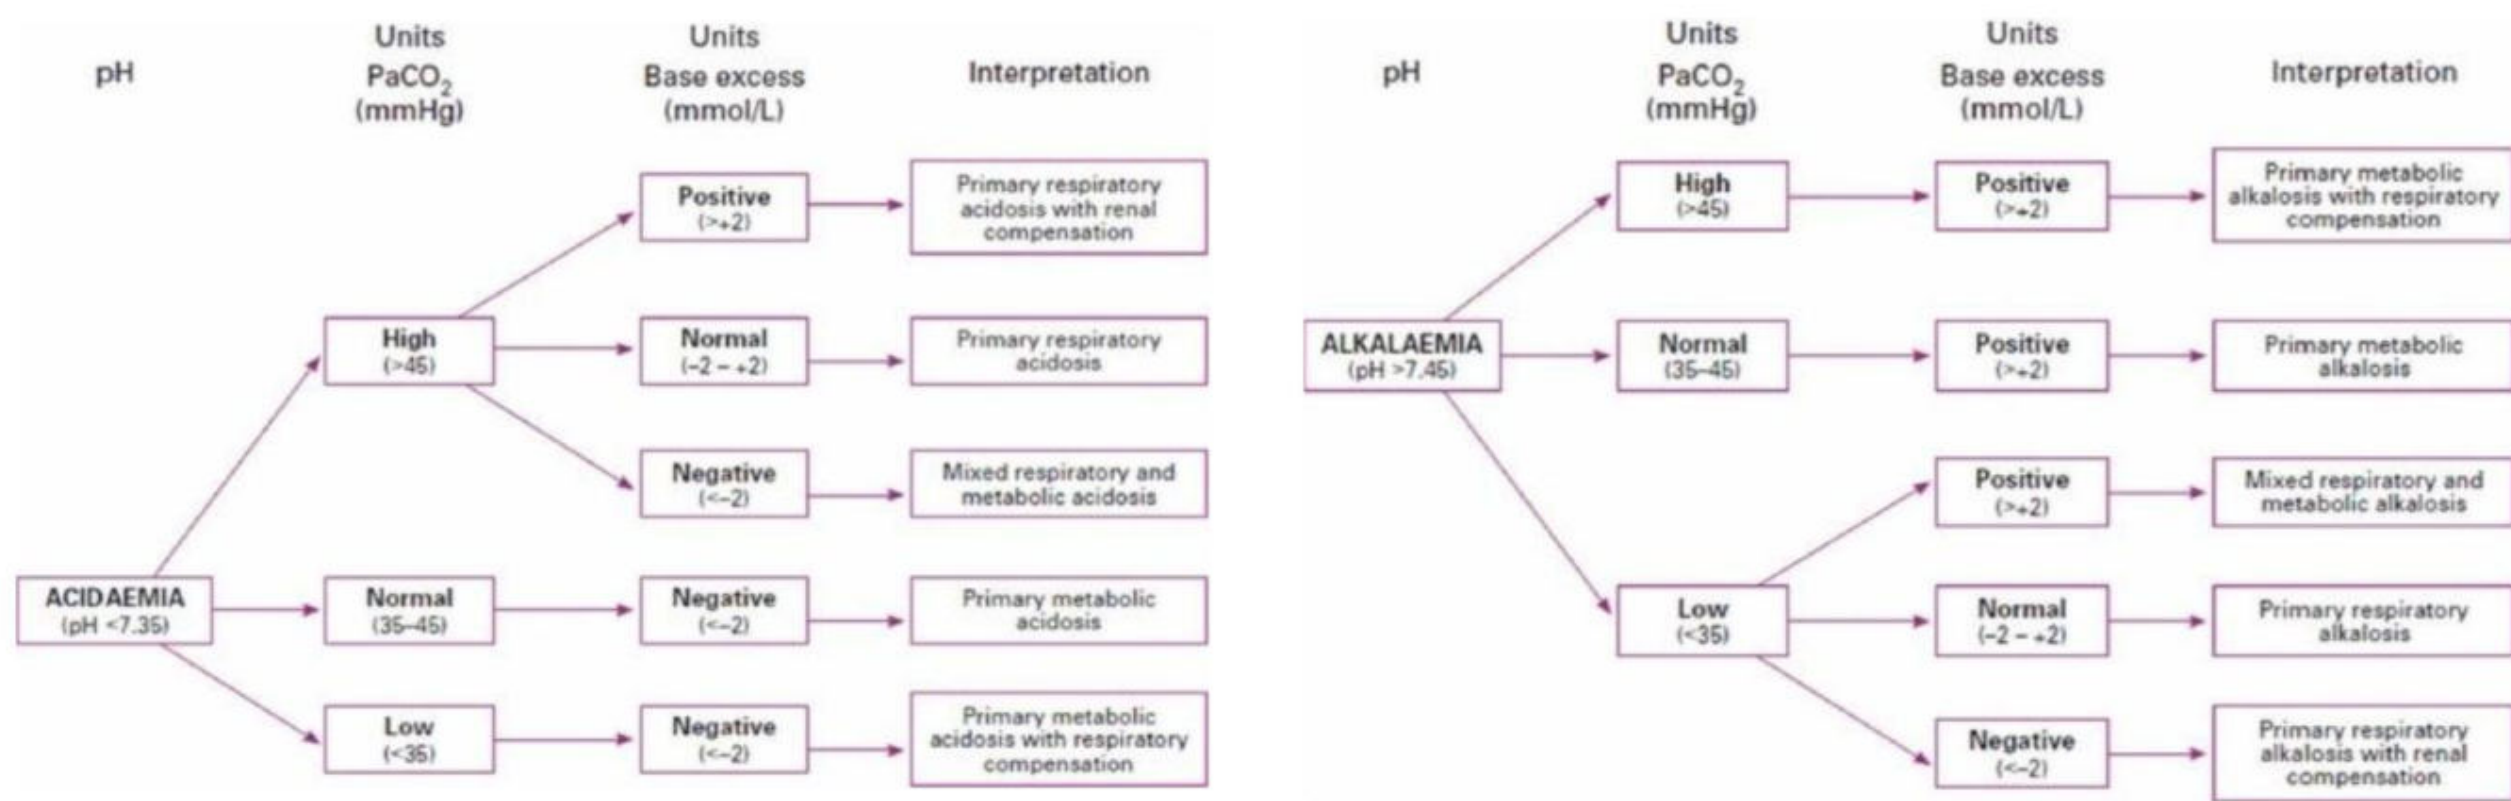 Units
Units
pH
PaCO2
Base excess
Interpretation
(mmHg)
(mmol/L)
Positive
(>+2)
Primary respiratory
acidosis with renal
compensation
High
(>45)
Normal
(-2 – +2)
Primary respiratory
acidosis
Negative
(<-2)
Mixed respiratory and
metabolic acidosis
ACIDAEMIA
(pH <7.35)
Normal
(35–45)
Negative
(<-2)
Primary metabolic
acidosis
Low
(<35)
Negative
(<-2)
Primary metabolic
acidosis with respiratory
compensation
Units
Units
pH
PaCO2
Base excess
Interpretation
(mmHg)
(mmol/L)
High
(>45)
Positive
(>+2)
Primary metabolic
alkalosis with respiratory
compensation
ALKALAEMIA
(pH >7.45)
Normal
(35–45)
Positive
(>+2)
Primary metabolic
alkalosis
Positive
(>+2)
Mixed respiratory and
metabolic alkalosis
Low
(<35)
Normal
(-2 – +2)
Primary respiratory
alkalosis
Negative
(<-2)
Primary respiratory
alkalosis with renal
compensation